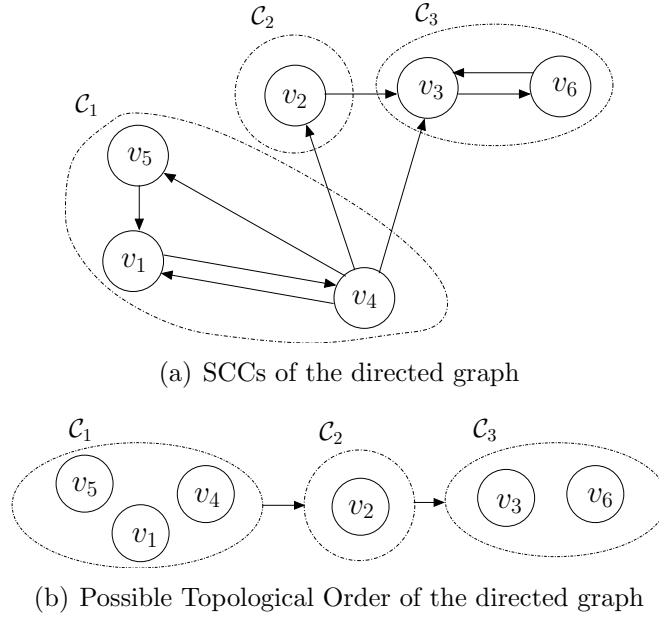 C₂
C₃
v₂ v₃ v₆
C₁
v₅
v₁
v₄
(a) SCCs of the directed graph
C₁ C₂ C₃
v₅ v₄ v₂ v₃ v₆
v₁
(b) Possible Topological Order of the directed graph